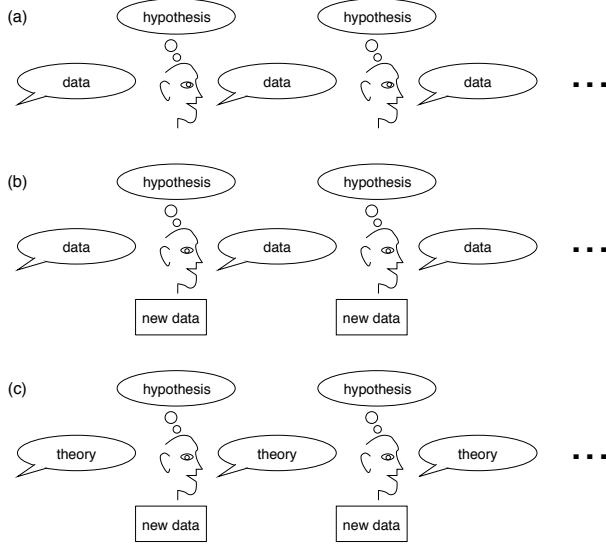 (a)
hypothesis
hypothesis
data
data
data
...
(b)
hypothesis
hypothesis
data
data
data
...
new data
new data
(c)
hypothesis
hypothesis
theory
theory
theory
...
new data
new data